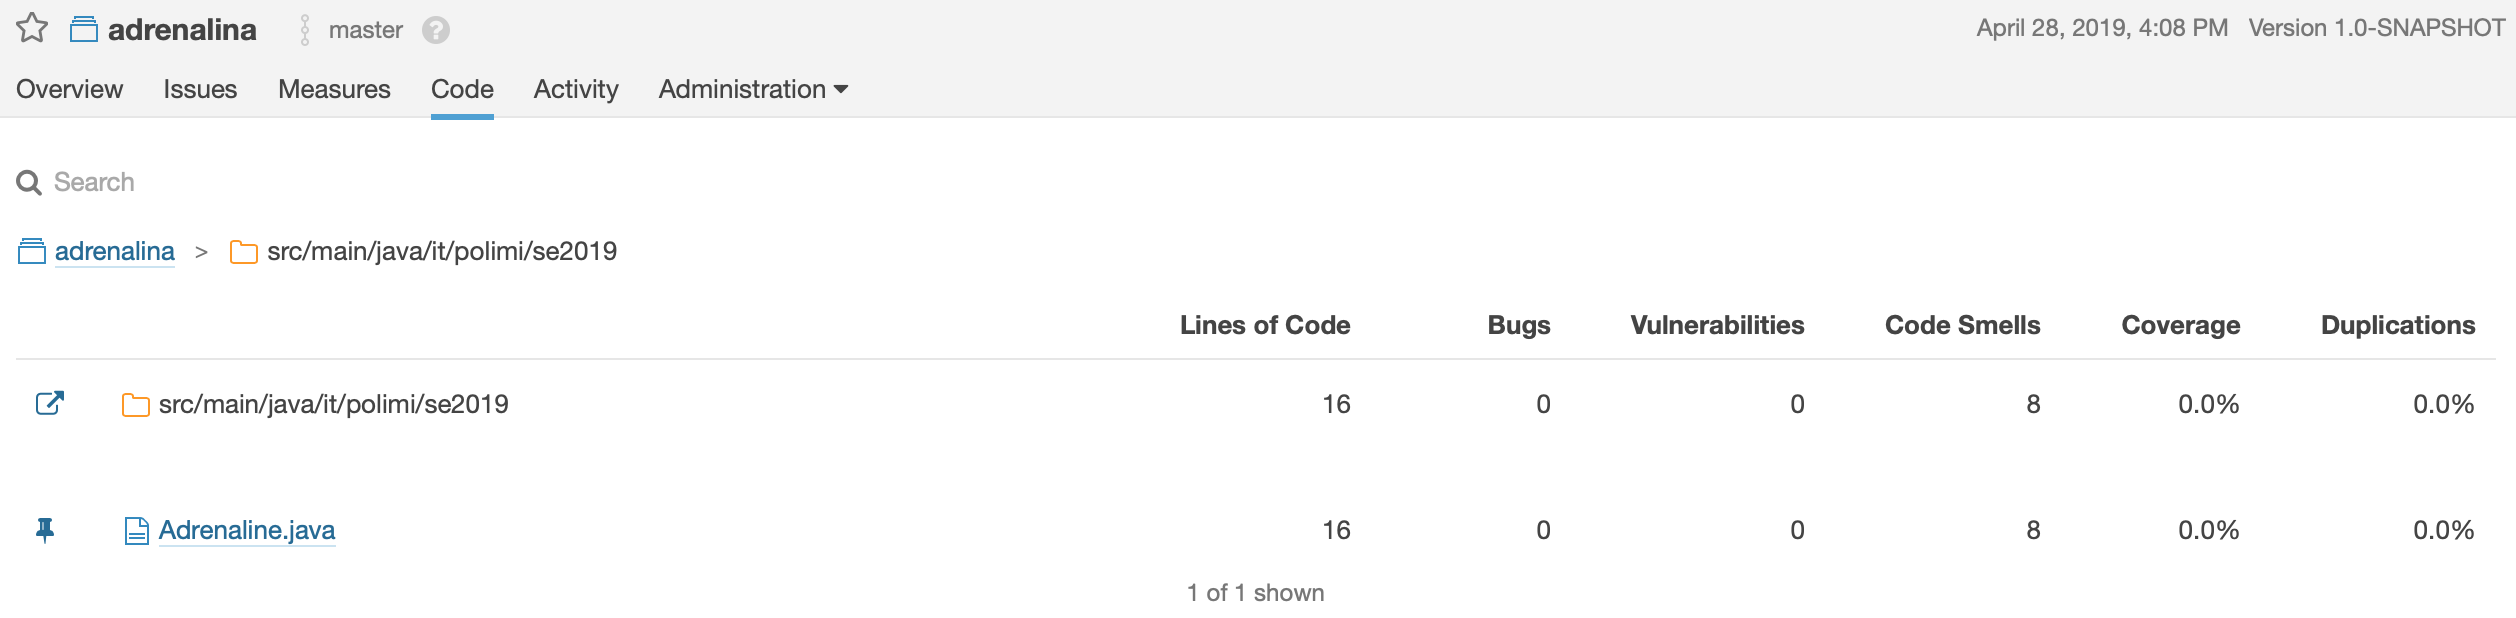 adrenalina master ? April 28, 2019, 4:08 PM Version 1.0-SNAPSHOT
Overview Issues Measures Code Activity Administration
Search
adrenalina > src/main/java/it/polimi/se2019
Lines of Code Bugs Vulnerabilities Code Smells Coverage Duplications
src/main/java/it/polimi/se2019 16 0 0 8 0.0% 0.0%
Adrenaline.java 16 0 0 8 0.0% 0.0%
1 of 1 shown